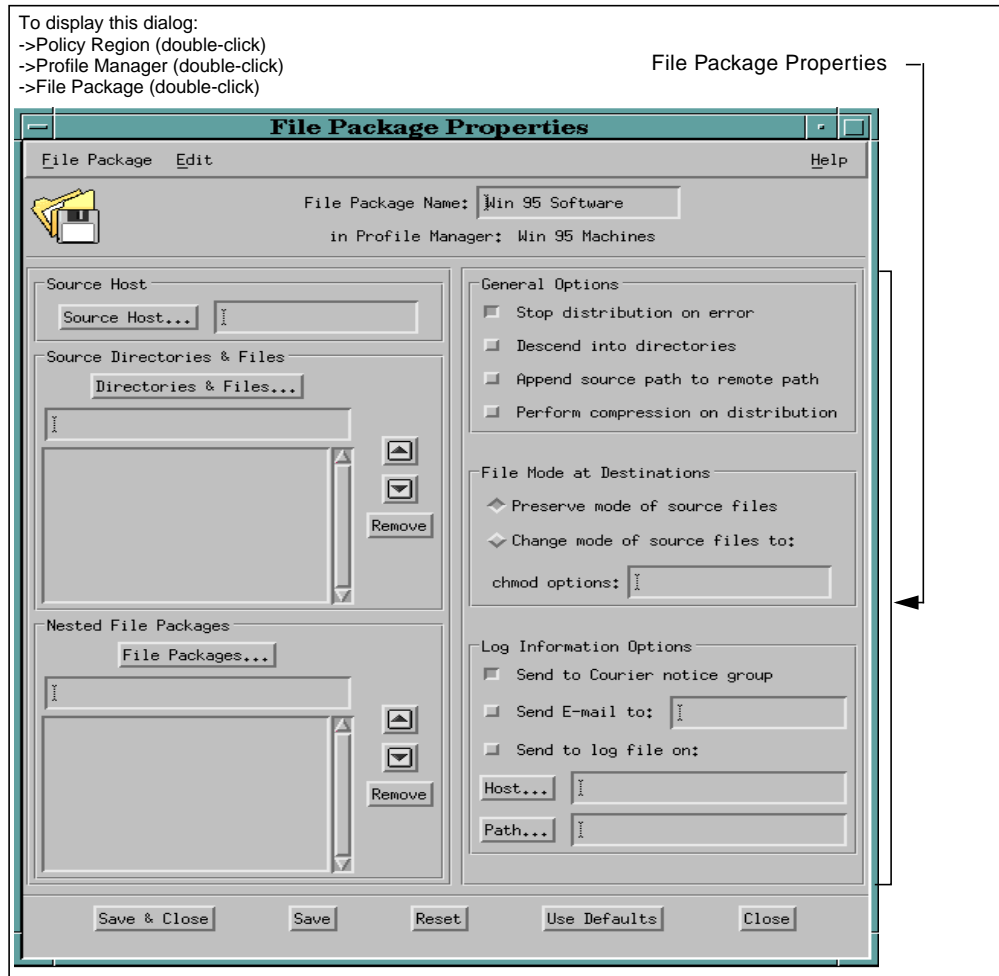 To display this dialog:
->Policy Region (double-click)
->Profile Manager (double-click)
->File Package (double-click)
File Package Properties
File Package Properties
File Package Edit Help
File Package Name: Win 95 Software
in Profile Manager: Win 95 Machines
Source Host
Source Host...
Source Directories & Files
Directories & Files...
Remove
Nested File Packages
File Packages...
Remove
General Options
Stop distribution on error
Descend into directories
Append source path to remote path
Perform compression on distribution
File Mode at Destinations
Preserve mode of source files
Change mode of source files to:
chmod options:
Log Information Options
Send to Courier notice group
Send E-mail to:
Send to log file on:
Host...
Path...
Save & Close Save Reset Use Defaults Close